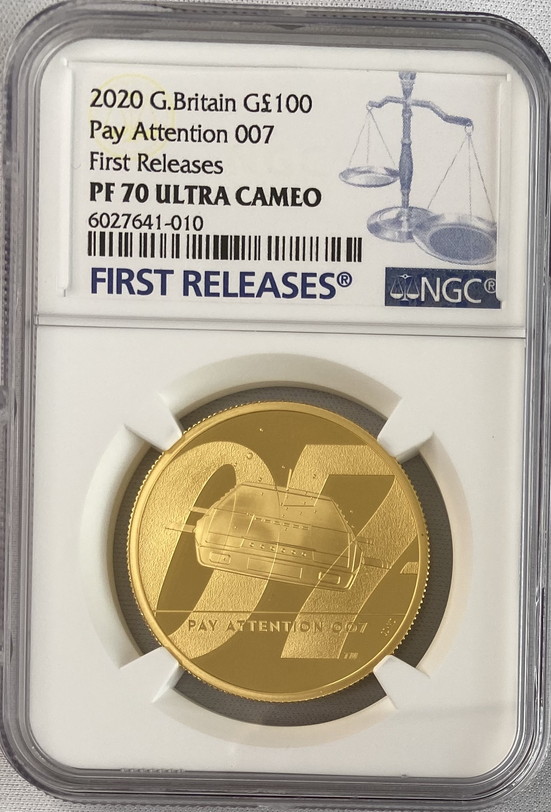 2020 G.Britain G£100
Pay Attention 007
First Releases
PF 70 ULTRA CAMEO
6027641-010
FIRST RELEASES®
NGC®
07
PAY ATTENTION 007